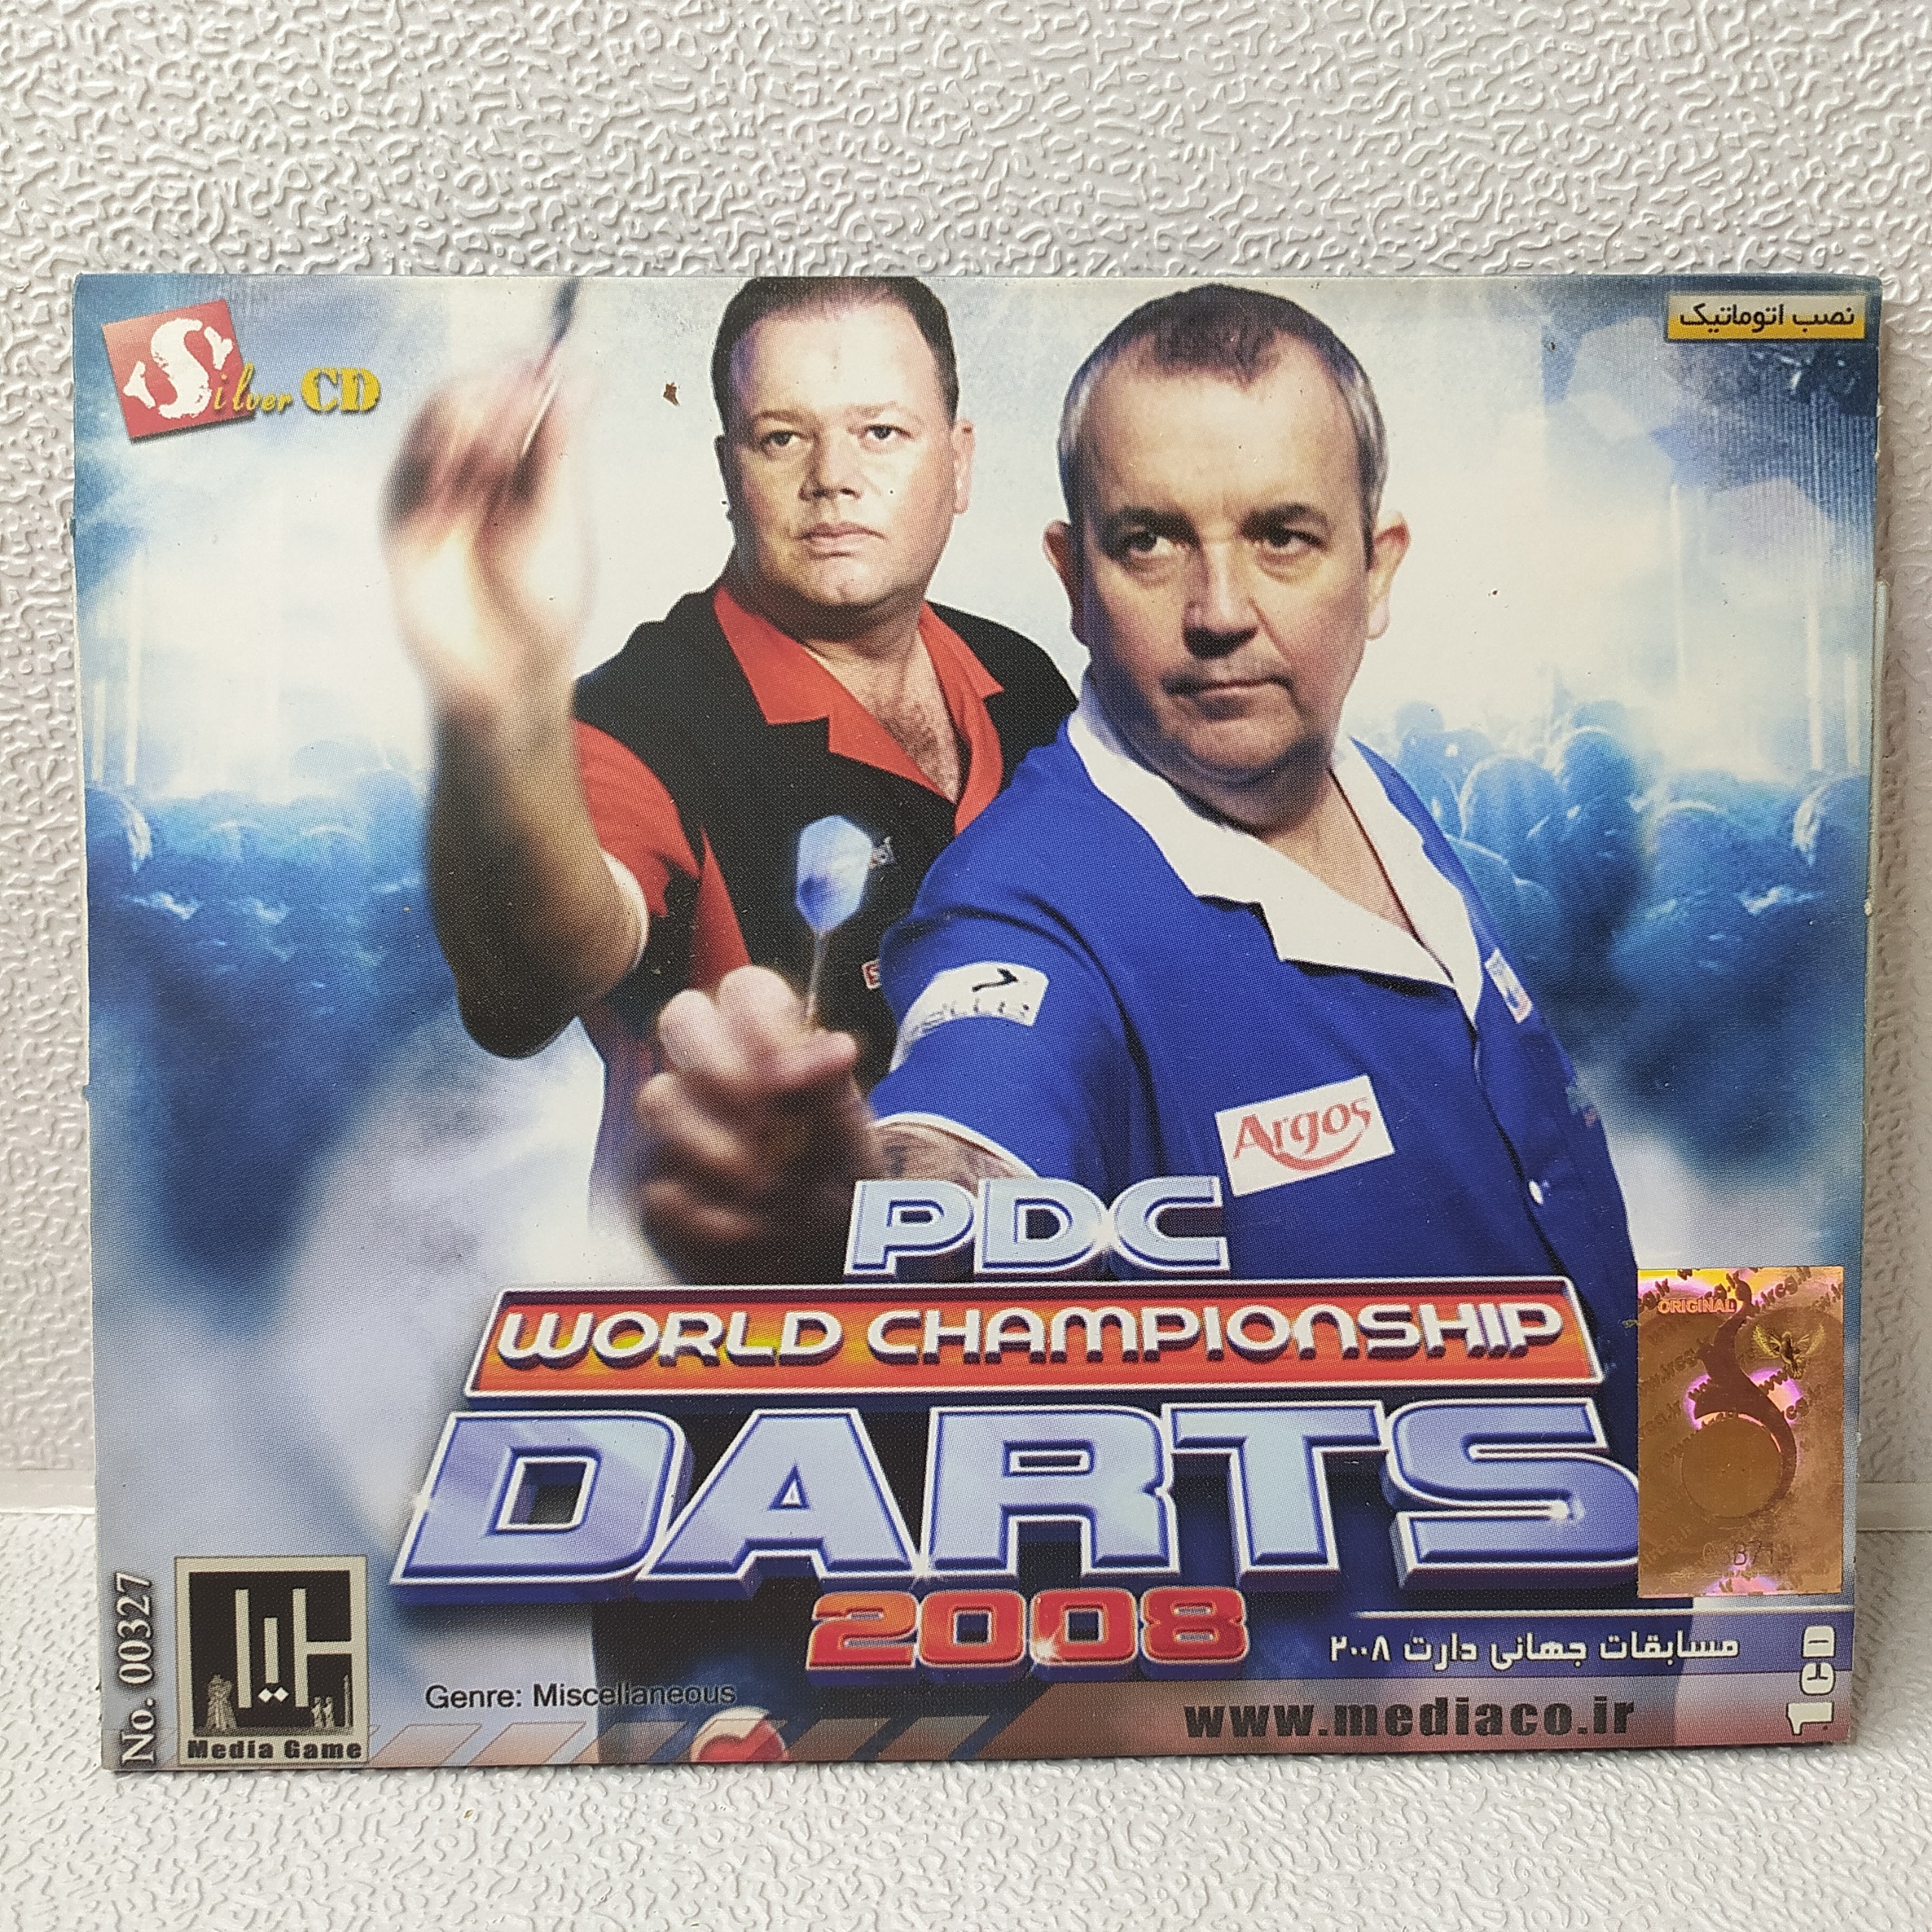 Silver CD
نصب اتوماتیک
Argos
PDC
WORLD CHAMPIONSHIP
DARTS
2008
ORIGINAL
مسابقات جهانی دارت ۲۰۰۸
1CD
No. 00327
Media Game
Genre: Miscellaneous
www.mediaco.ir